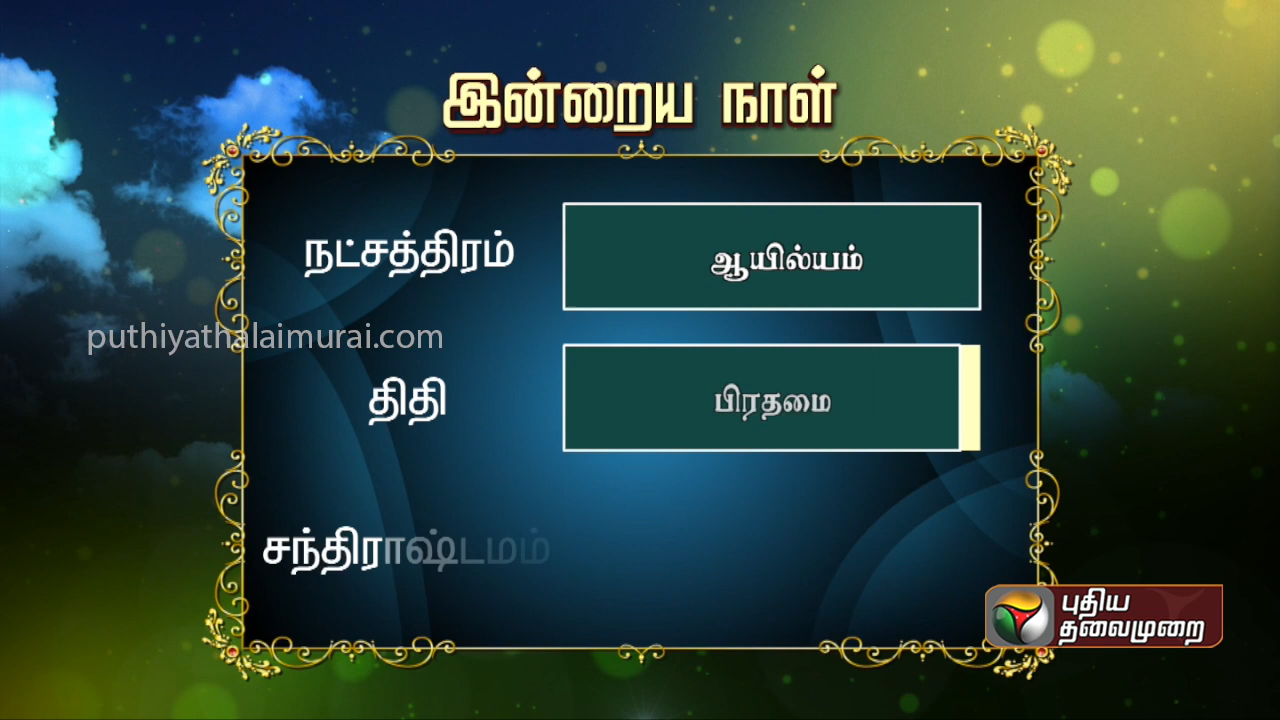 இன்றைய நாள்
நட்சத்திரம்
ஆயில்யம்
puthiyathalaimurai.com
திதி
பிரதமை
சந்திராஷ்டமம்
புதிய
தலைமுறை